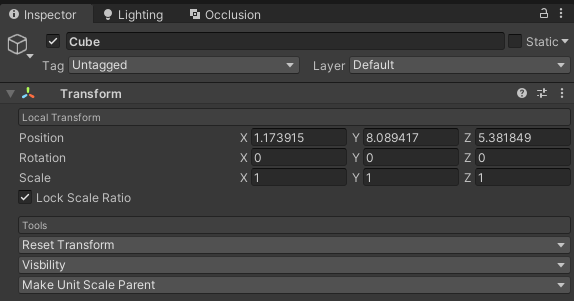 Inspector Lighting Occlusion
Cube Static
Tag Untagged Layer Default
Transform
Local Transform
Position X 1.173915 Y 8.089417 Z 5.381849
Rotation X 0 Y 0 Z 0
Scale X 1 Y 1 Z 1
Lock Scale Ratio
Tools
Reset Transform
Visbility
Make Unit Scale Parent